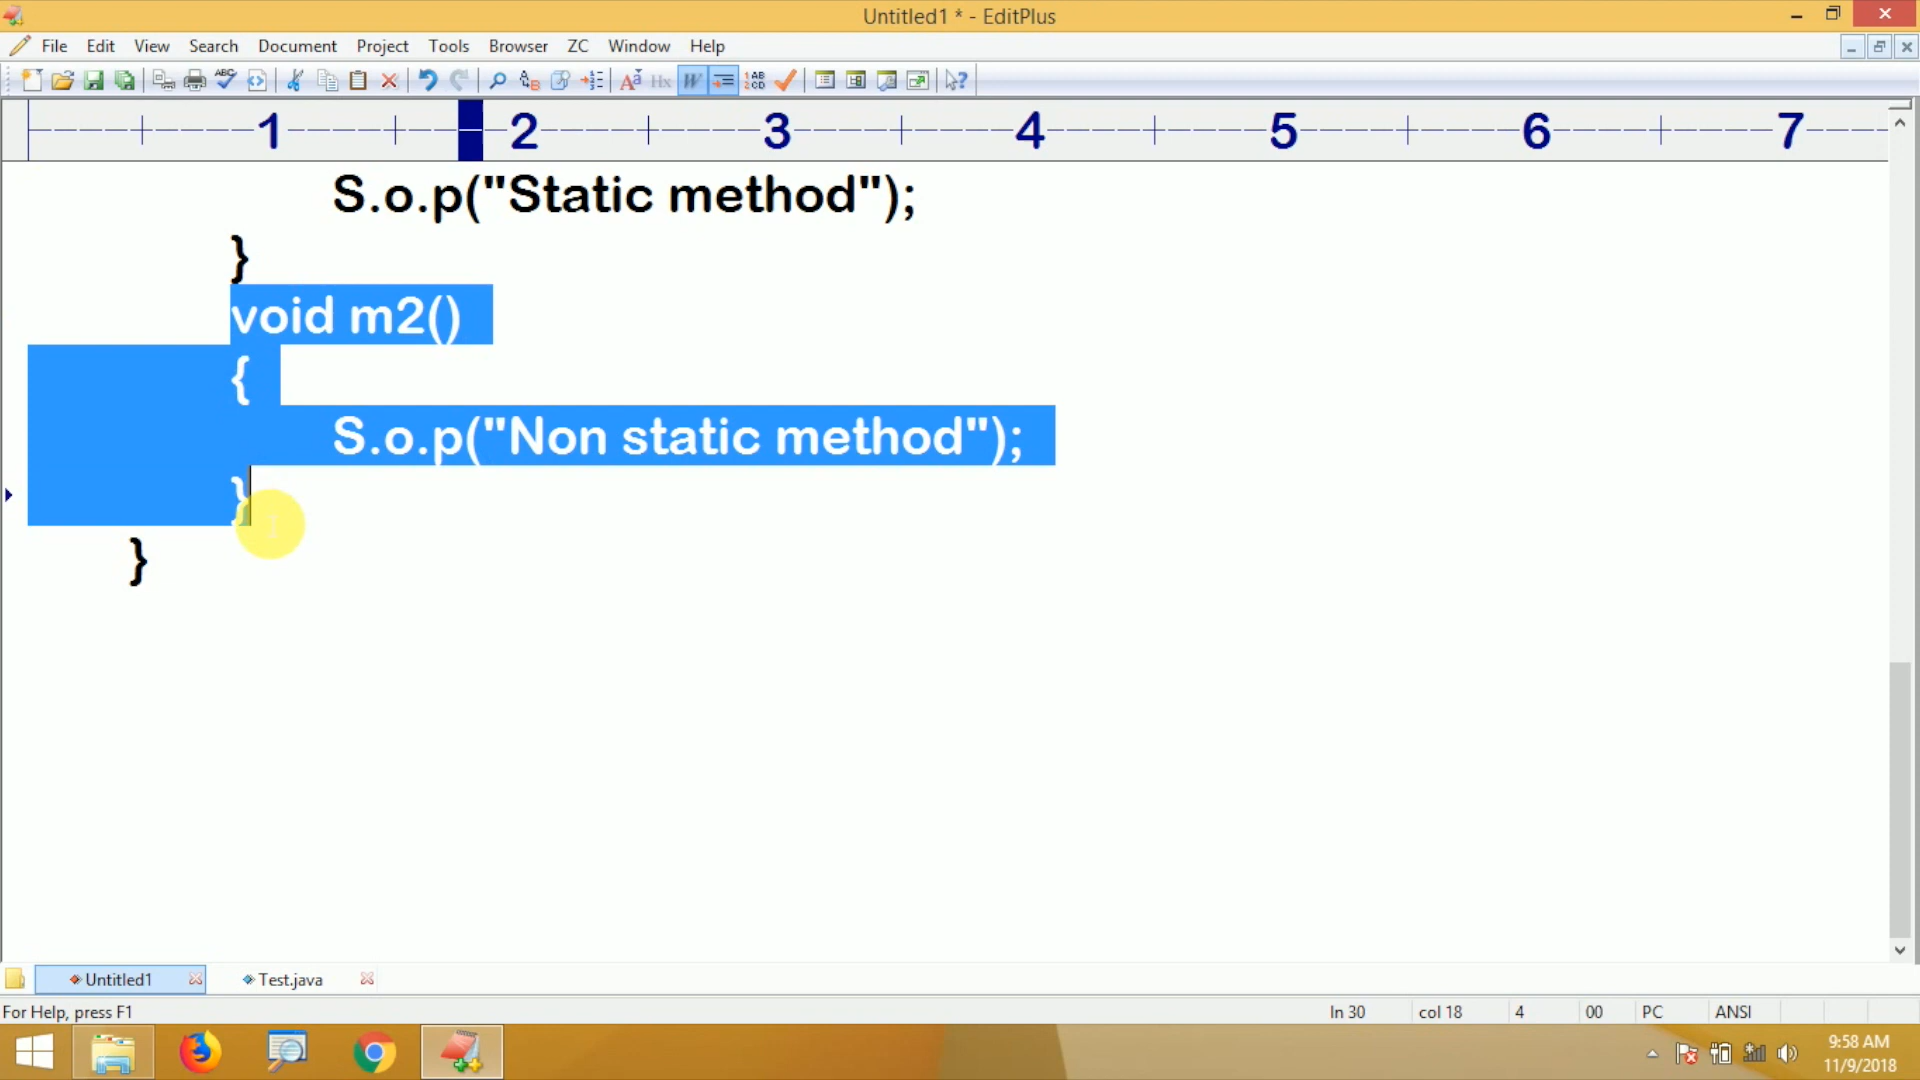 Untitled1 * - EditPlus
File Edit View Search Document Project Tools Browser ZC Window Help
1 2 3 4 5 6 7
S.o.p("Static method");
}
void m2()
{
S.o.p("Non static method");
}
}
Untitled1 Test.java
For Help, press F1 ln 30 col 18 4 00 PC ANSI
9:58 AM
11/9/2018